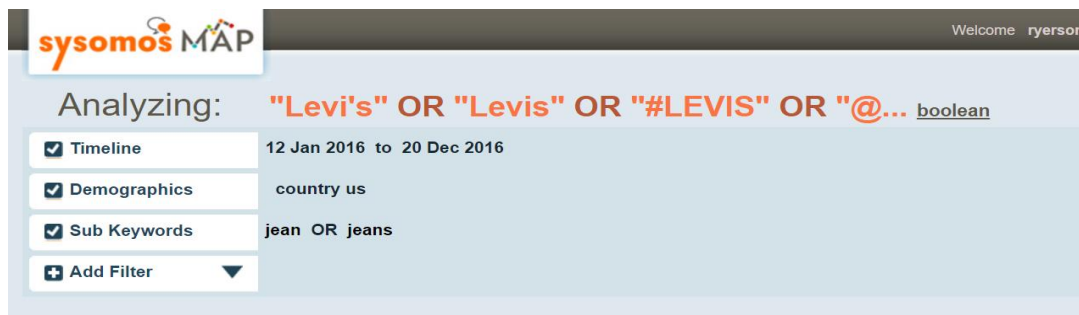 sysomos MAP
Welcome ryerson
Analyzing: "Levi's" OR "Levis" OR "#LEVIS" OR "@... boolean
Timeline 12 Jan 2016 to 20 Dec 2016
Demographics country us
Sub Keywords jean OR jeans
Add Filter